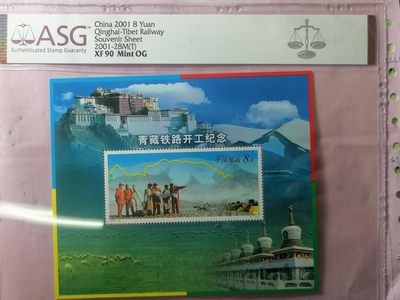 ASG
Authenticated Stamp Guaranty
China 2001 8 Yuan
Qinghai-Tibet Railway
Souvenir Sheet
2001-28M(T)
XF 90 Mint OG
青藏铁路开工纪念
中国邮政 8元